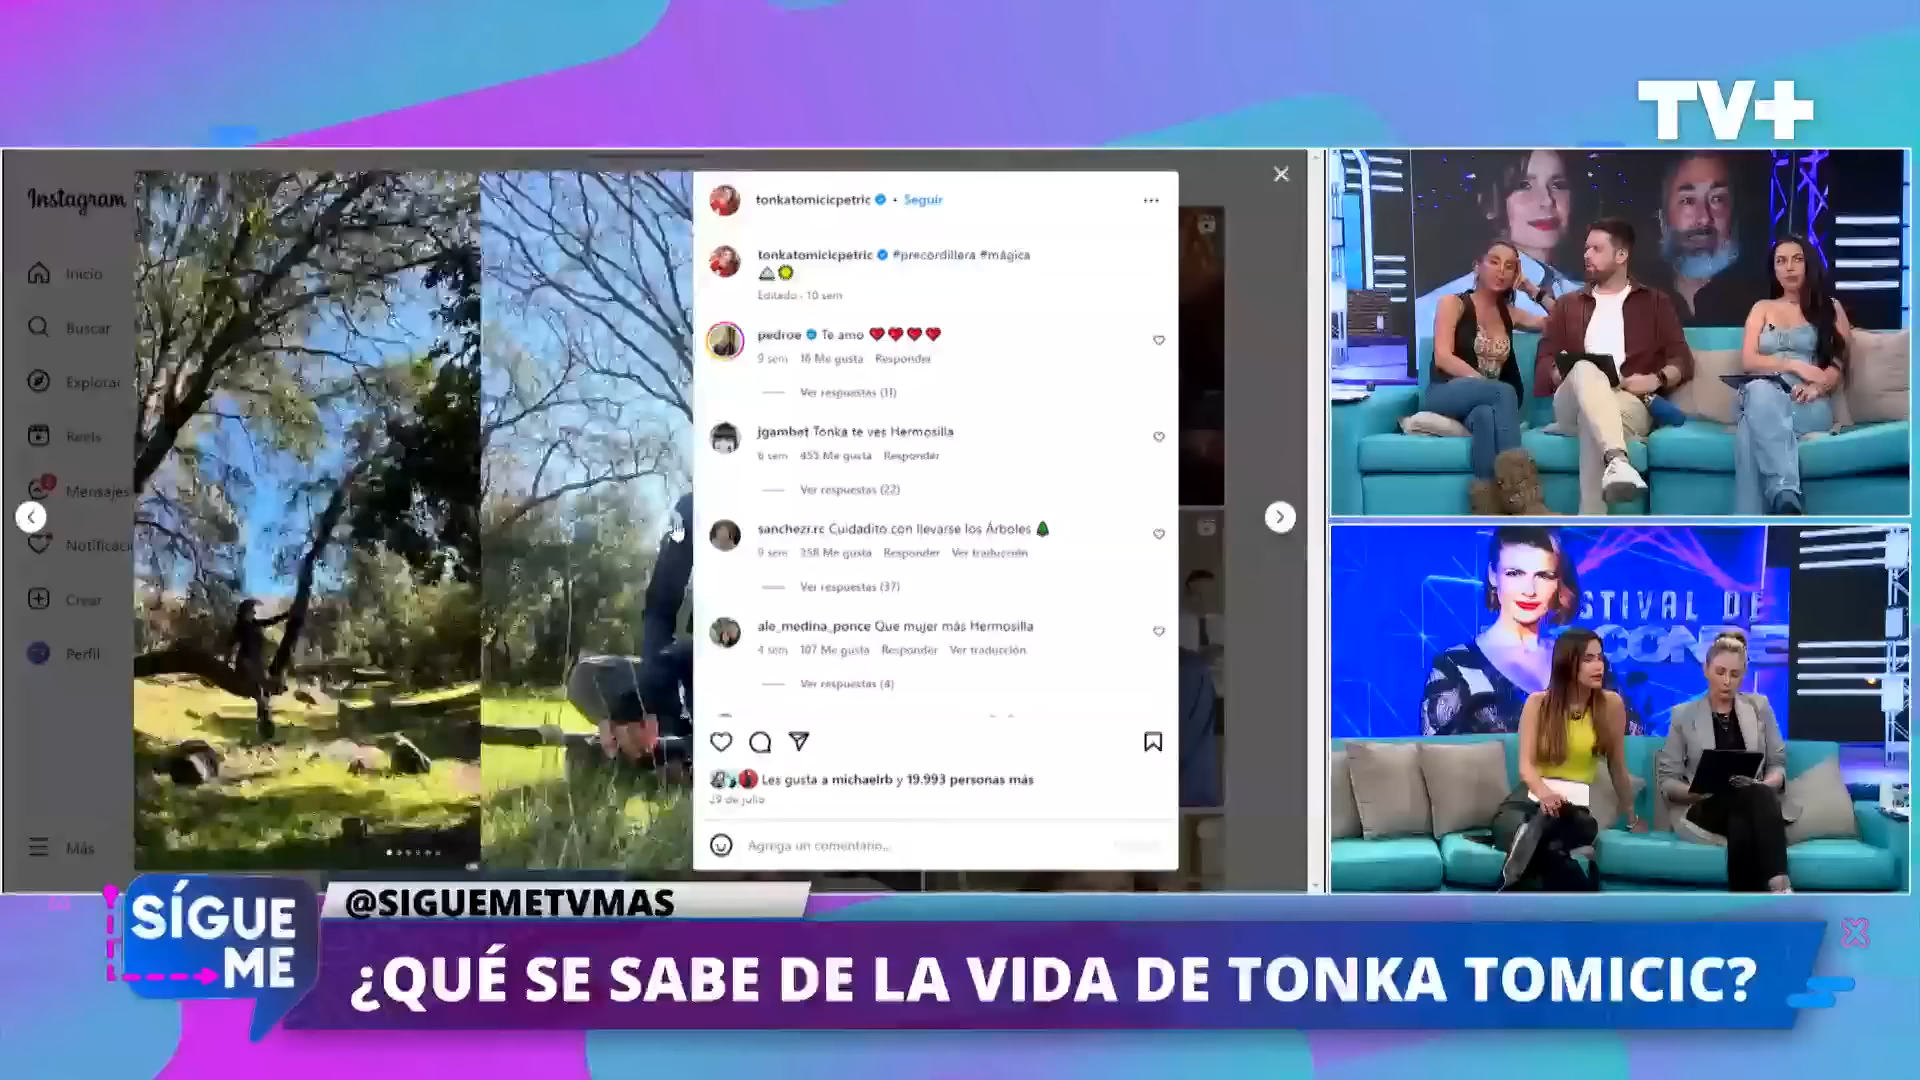 TV+
Instagram
Inicio
Buscar
Explorar
Reels
Mensajes
Notificaci
Crear
Perfil
Más
tonkatomicicpetric • Seguir
tonkatomicicpetric #precordillera #mágica
Editado · 10 sem
pedroe Te amo ❤❤❤❤
9 sem 16 Me gusta Responder
Ver respuestas (11)
jgambet Tonka te ves Hermosilla
6 sem 455 Me gusta Responder
Ver respuestas (22)
sanchezr.rc Cuidadito con llevarse los Árboles 🌲
9 sem 358 Me gusta Responder Ver traducción
Ver respuestas (37)
ale_medina_ponce Que mujer más Hermosilla
4 sem 107 Me gusta Responder Ver traducción
Ver respuestas (4)
Les gusta a michaelrb y 19.993 personas más
29 de julio
Agrega un comentario...
STIVAL DE
CONDE
SÍGUE
ME
@SIGUEMETVMAS
¿QUÉ SE SABE DE LA VIDA DE TONKA TOMICIC?